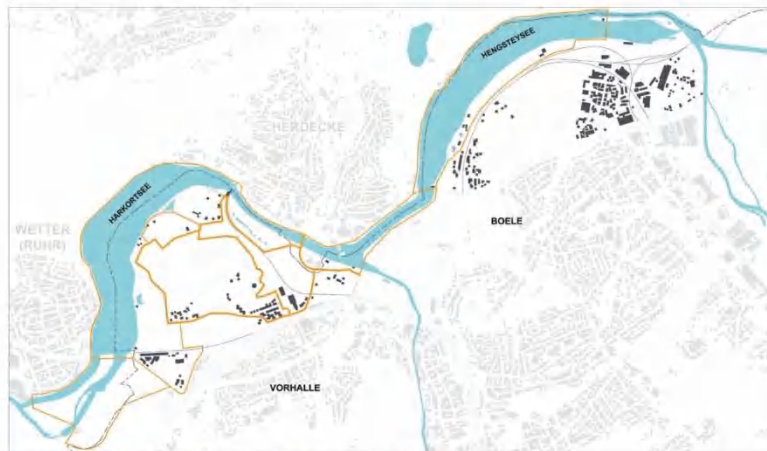 HENGSTEYSEE
HERDECKE
HARKORTSEE
WETTER
(RUHR)
BOELE
VORHALLE